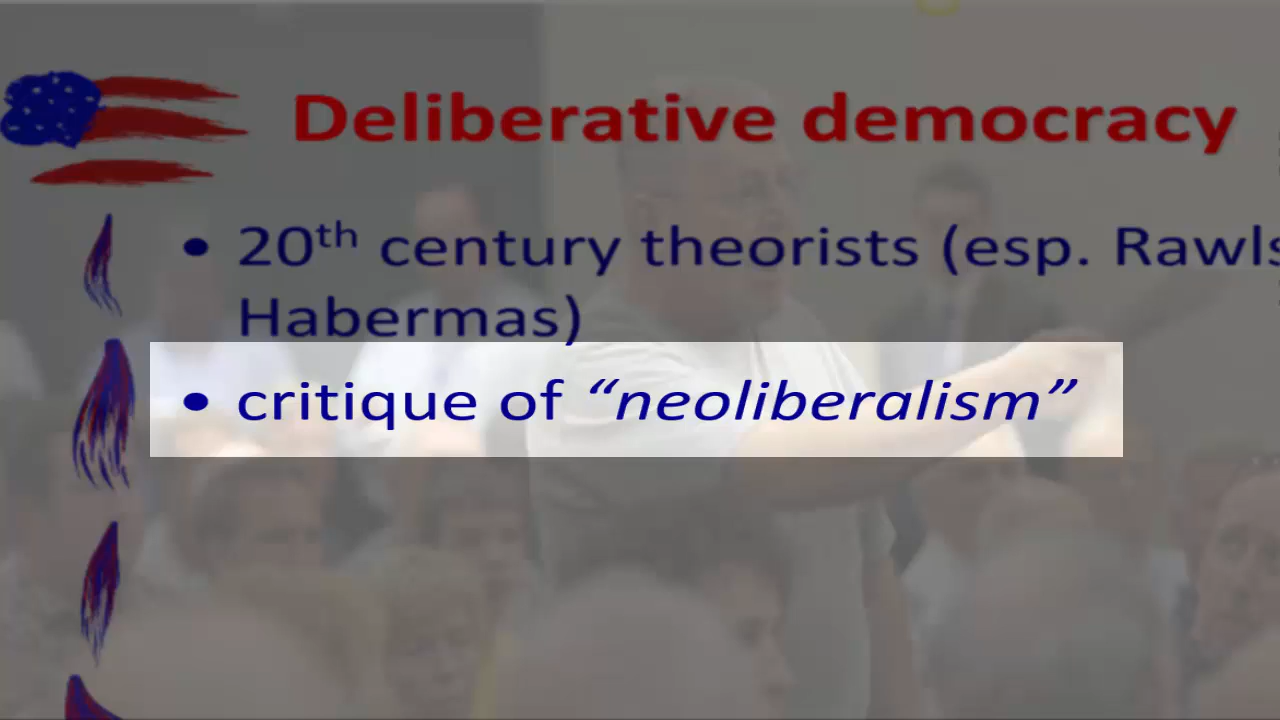 Deliberative democracy
• 20th century theorists (esp. Rawls
Habermas)
• critique of “neoliberalism”